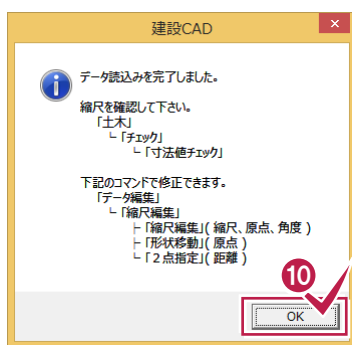 建設CAD
データ読込みを完了しました。
縮尺を確認して下さい。
「土木」
└「チェック」
└「寸法値チェック」
下記のコマンドで修正できます。
「データ編集」
└「縮尺編集」
├「縮尺編集」( 縮尺、原点、角度 )
├「形状移動」( 原点 )
└「２点指定」( 距離 )
10
OK